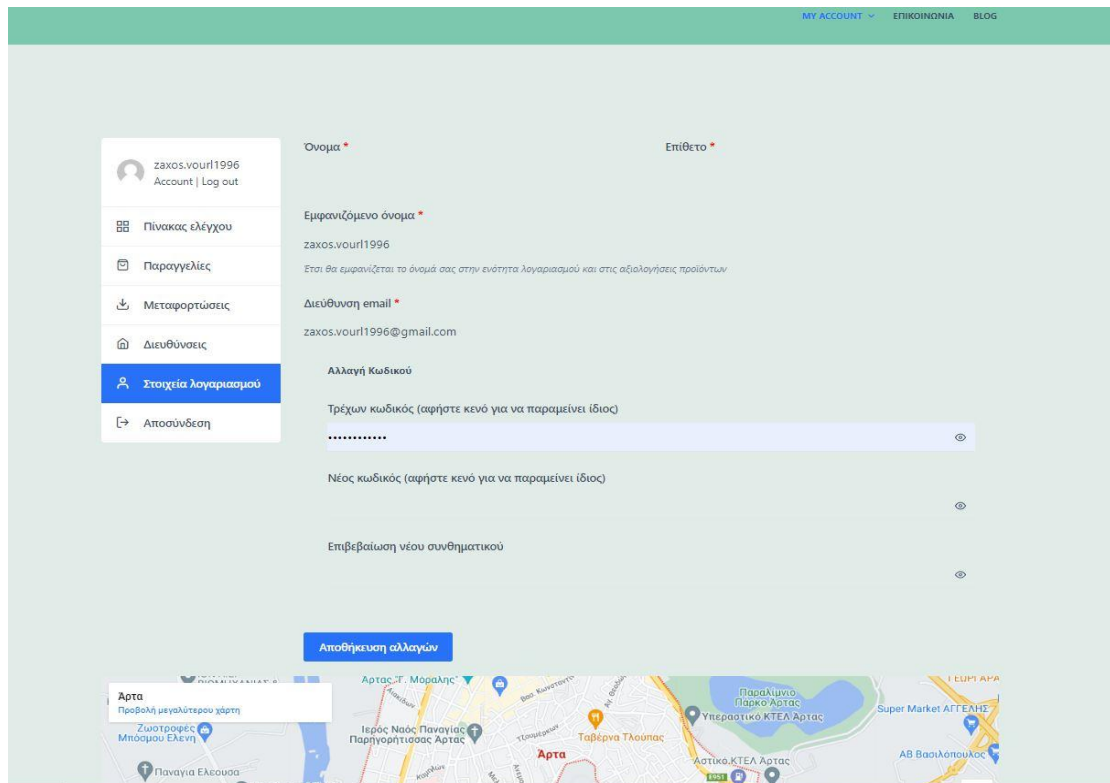 MY ACCOUNT ΕΠΙΚΟΙΝΩΝΙΑ BLOG
zaxos.vourl1996
Account | Log out
Πίνακας ελέγχου
Παραγγελίες
Μεταφορτώσεις
Διευθύνσεις
Στοιχεία λογαριασμού
Αποσύνδεση
Όνομα *
Επίθετο *
Εμφανιζόμενο όνομα *
zaxos.vourl1996
Έτσι θα εμφανίζεται το όνομά σας στην ενότητα λογαριασμού και στις αξιολογήσεις προϊόντων
Διεύθυνση email *
zaxos.vourl1996@gmail.com
Αλλαγή Κωδικού
Τρέχων κωδικός (αφήστε κενό για να παραμείνει ίδιος)
••••••••••••
Νέος κωδικός (αφήστε κενό για να παραμείνει ίδιος)
Επιβεβαίωση νέου συνθηματικού
Αποθήκευση αλλαγών
Άρτα
Προβολή μεγαλύτερου χάρτη
Ζωοτροφές
Μπόσμου Ελένη
Παναγία Ελεούσα
Άρτας "Γ. Μόραλης"
Ιερός Ναός Παναγίας
Παρηγορήτισσας Άρτας
Ταβέρνα Τλούπας
Άρτα
Παραλίμνιο
Πάρκο Άρτας
Υπεραστικό ΚΤΕΛ Άρτας
Αστικό ΚΤΕΛ Άρτας
E951
Super Market ΑΓΓΕΛΗΣ
ΑΒ Βασιλόπουλος